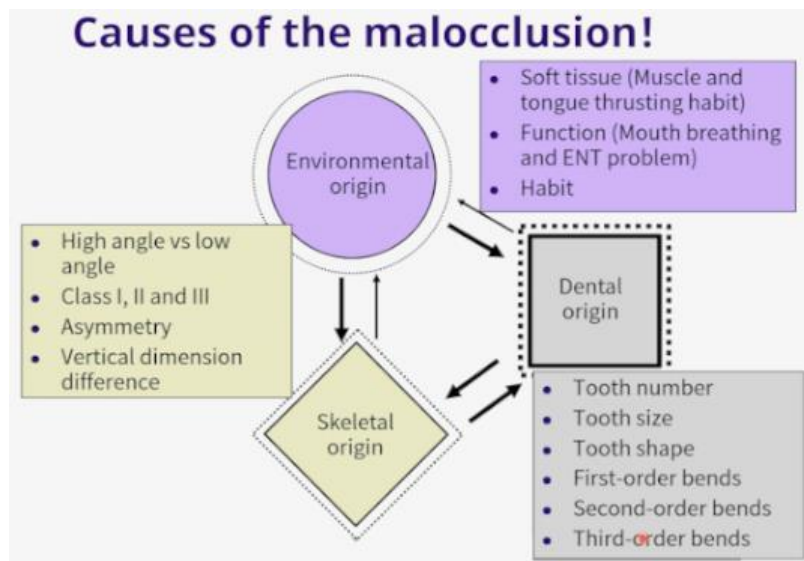 Causes of the malocclusion!
• Soft tissue (Muscle and
tongue thrusting habit)
• Function (Mouth breathing
and ENT problem)
• Habit
Environmental
origin
• High angle vs low
angle
• Class I, II and III
• Asymmetry
• Vertical dimension
difference
Dental
origin
Skeletal
origin
• Tooth number
• Tooth size
• Tooth shape
• First-order bends
• Second-order bends
• Third-order bends